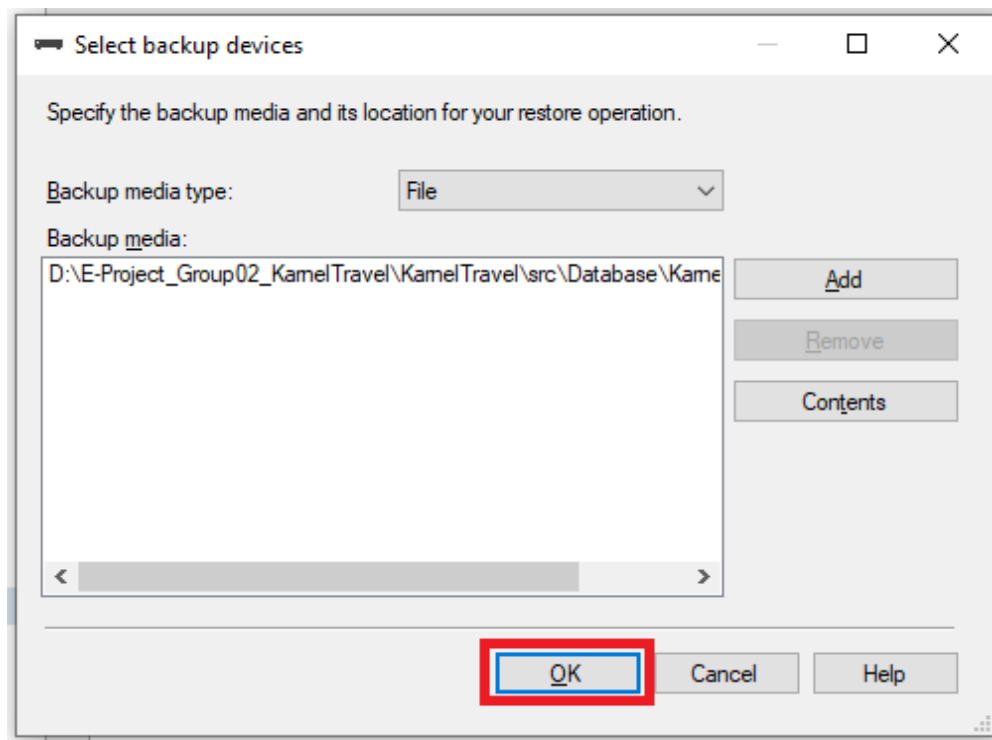 Select backup devices
Specify the backup media and its location for your restore operation.
Backup media type:
File
Backup media:
D:\E-Project_Group02_KarnelTravel\KarnelTravel\src\Database\Karne
Add
Remove
Contents
OK
Cancel
Help